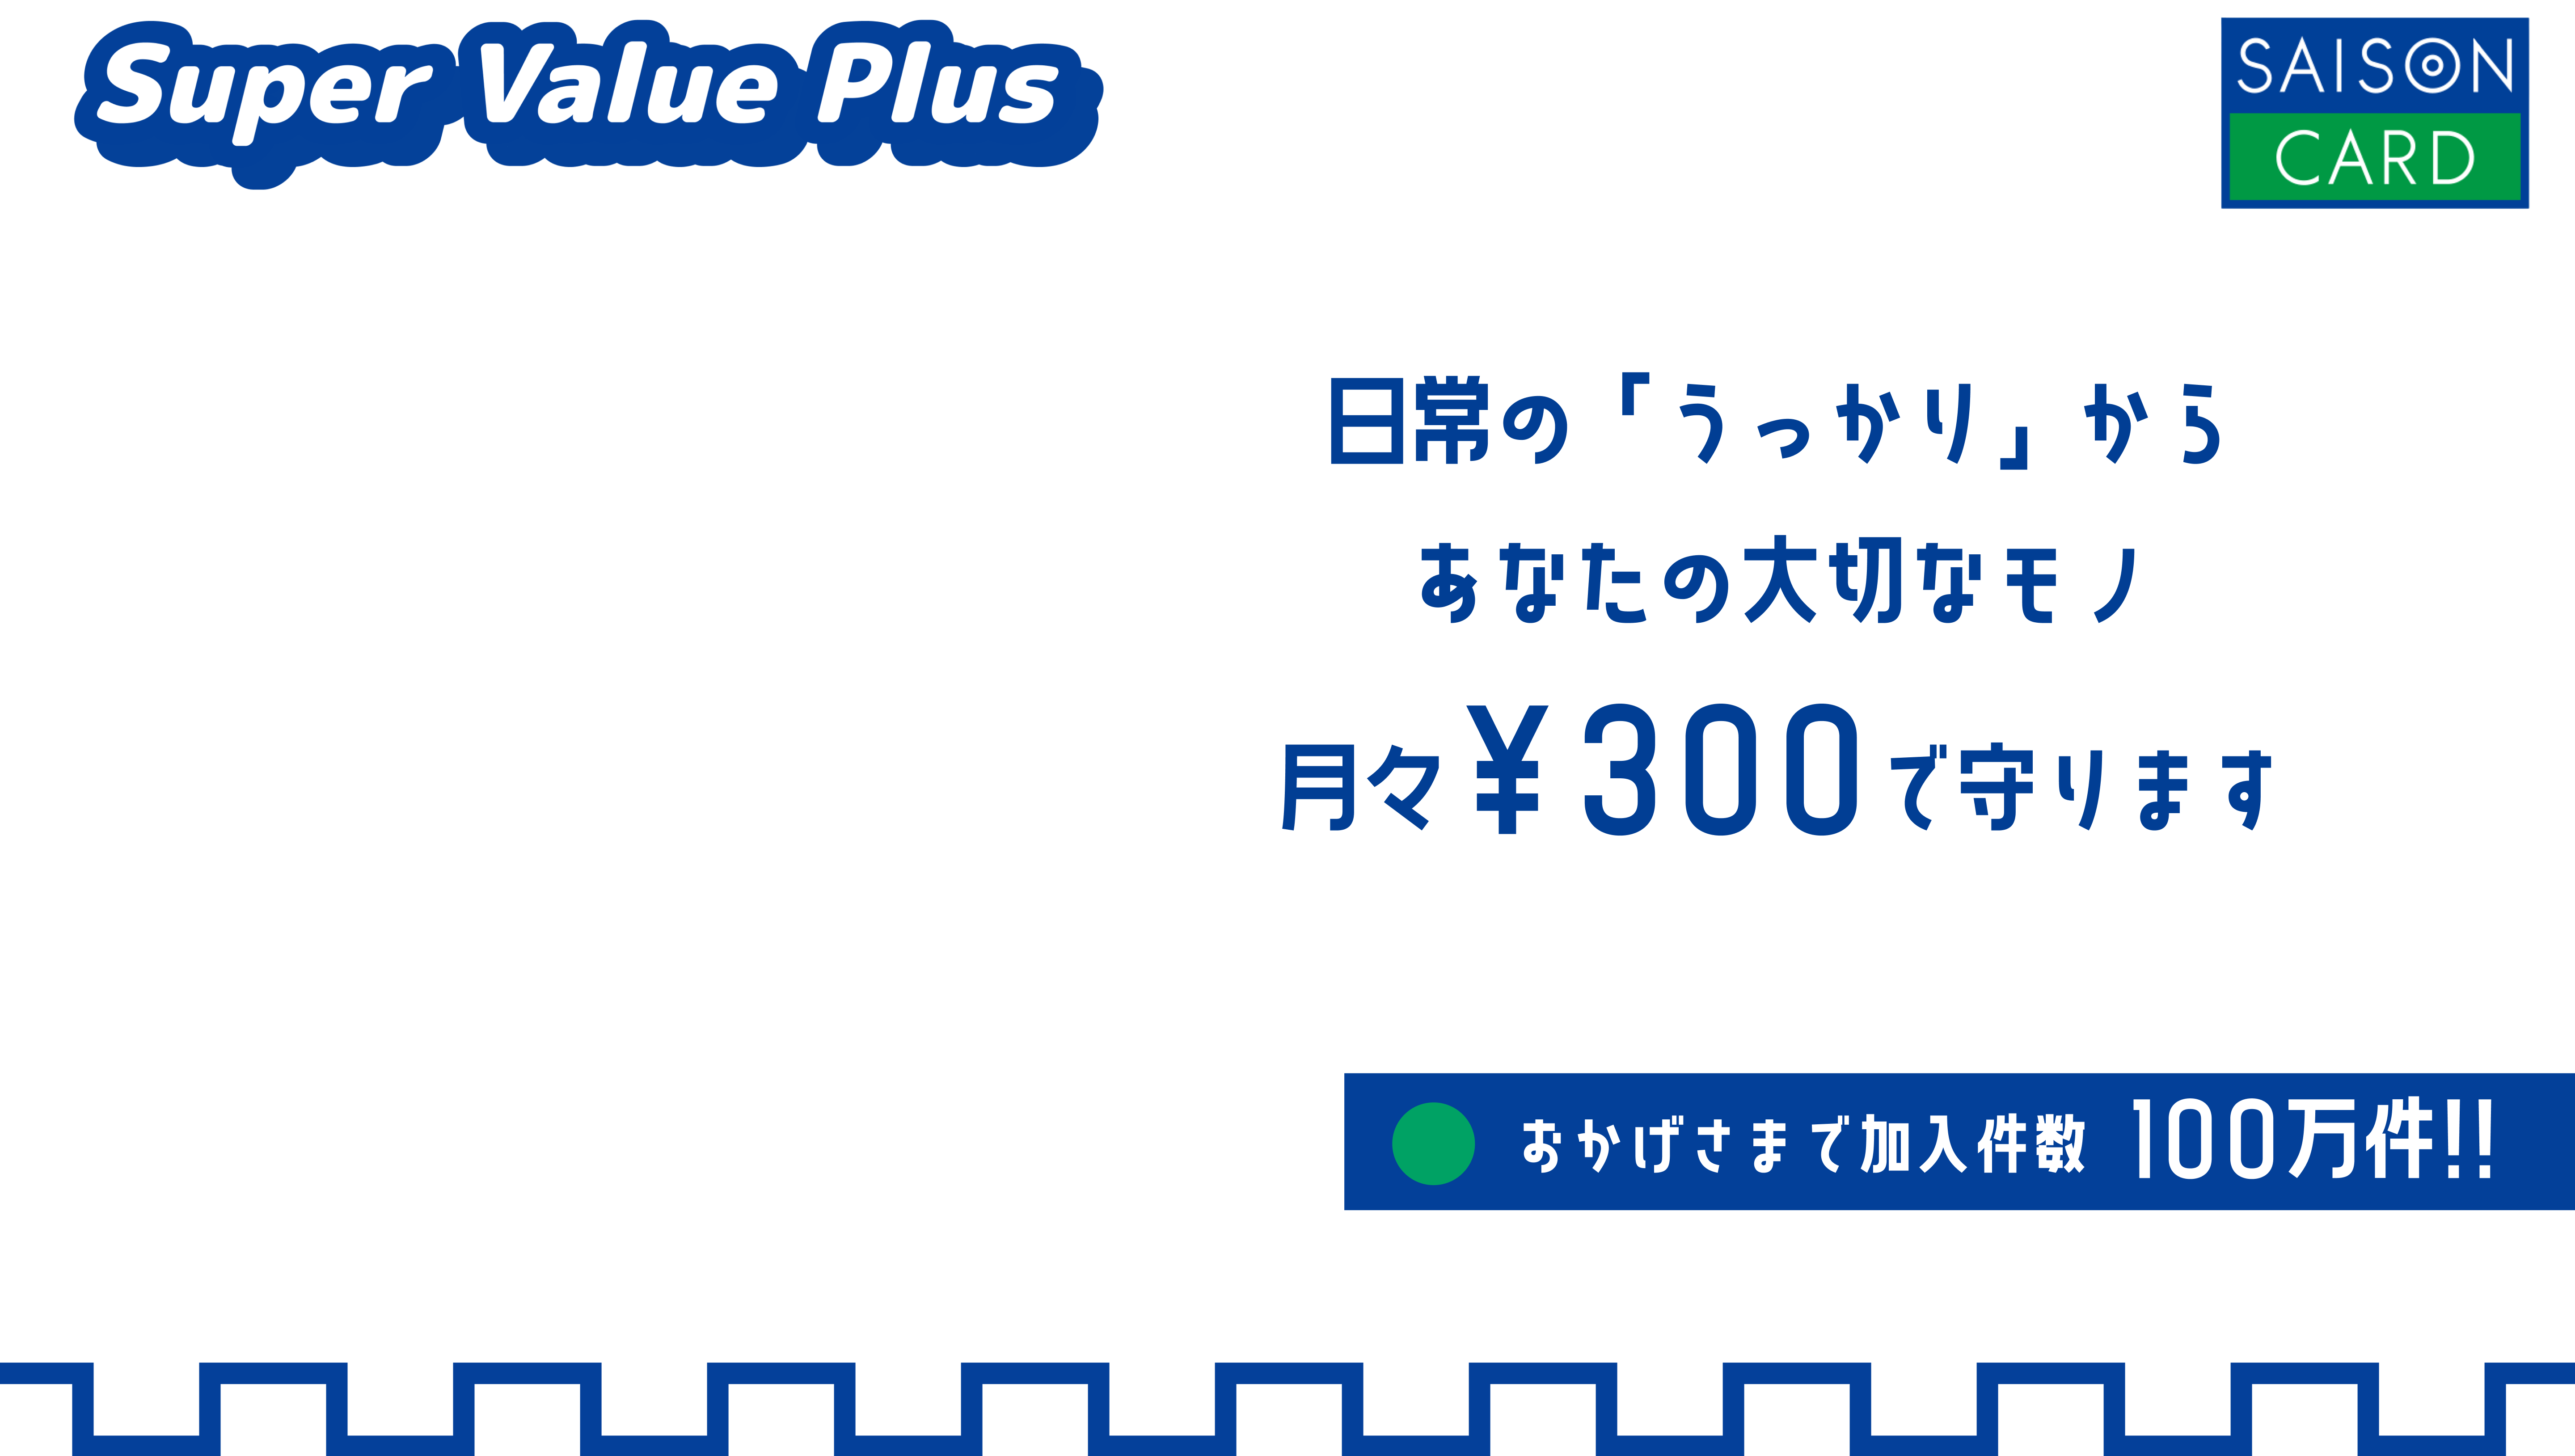 Super Value Plus
SAISON
CARD
日常の「うっかり」から
あなたの大切なモノ
月々¥300で守ります
おかげさまで加入件数 100万件!!